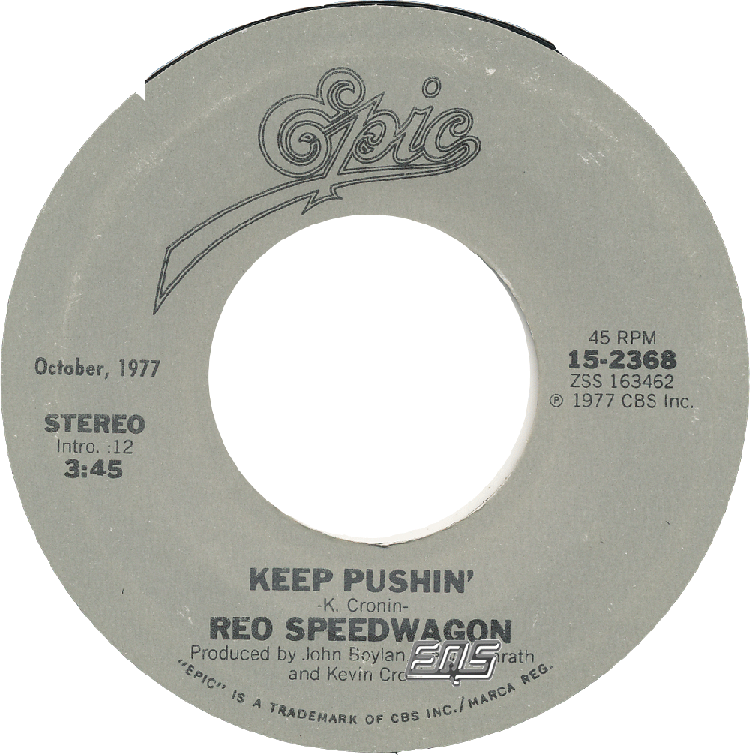 Epic
October, 1977
STEREO
Intro. :12
3:45
45 RPM
15-2368
ZSS 163462
℗ 1977 CBS Inc.
KEEP PUSHIN'
-K. Cronin-
REO SPEEDWAGON
Produced by John Boylan,
and Kevin
"EPIC" IS A TRADEMARK OF CBS INC./MARCA REG.